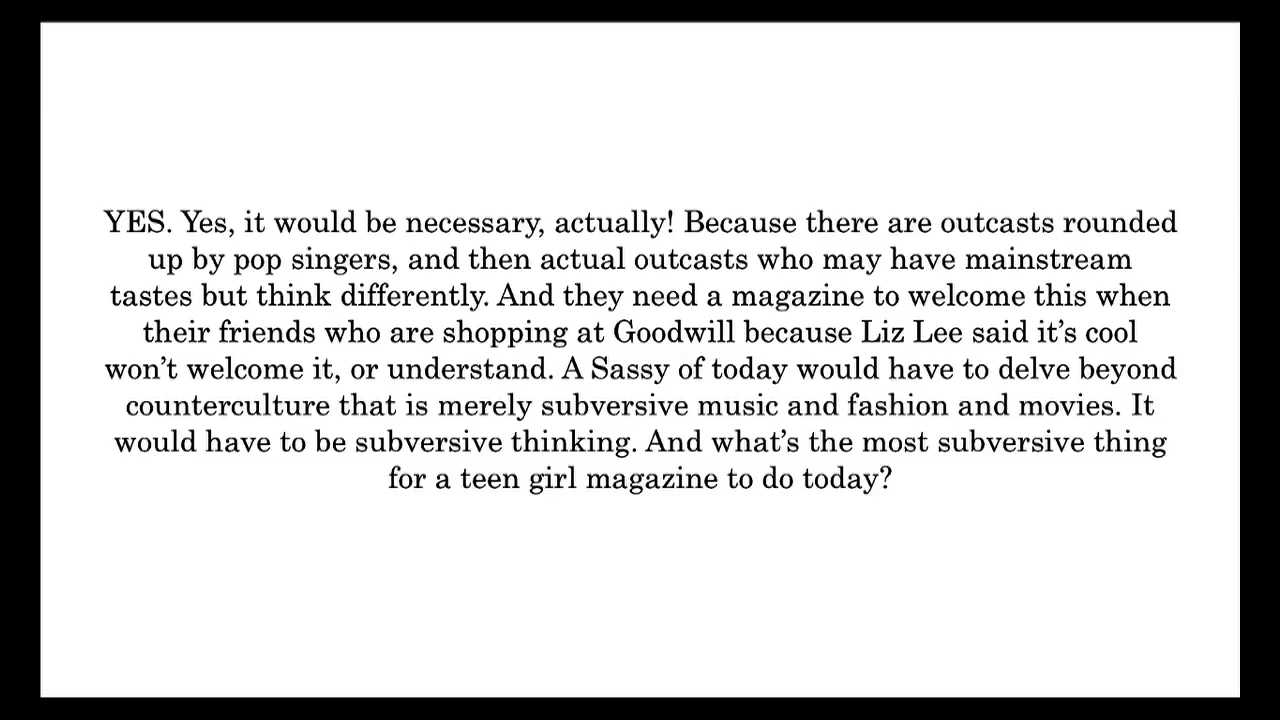 YES. Yes, it would be necessary, actually! Because there are outcasts rounded
up by pop singers, and then actual outcasts who may have mainstream
tastes but think differently. And they need a magazine to welcome this when
their friends who are shopping at Goodwill because Liz Lee said it’s cool
won’t welcome it, or understand. A Sassy of today would have to delve beyond
counterculture that is merely subversive music and fashion and movies. It
would have to be subversive thinking. And what’s the most subversive thing
for a teen girl magazine to do today?